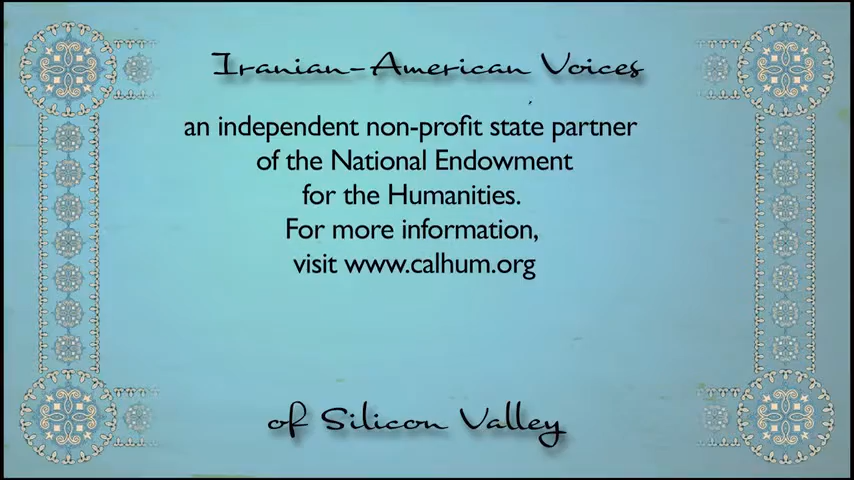 Iranian-American Voices
an independent non-profit state partner
of the National Endowment
for the Humanities.
For more information,
visit www.calhum.org
of Silicon Valley